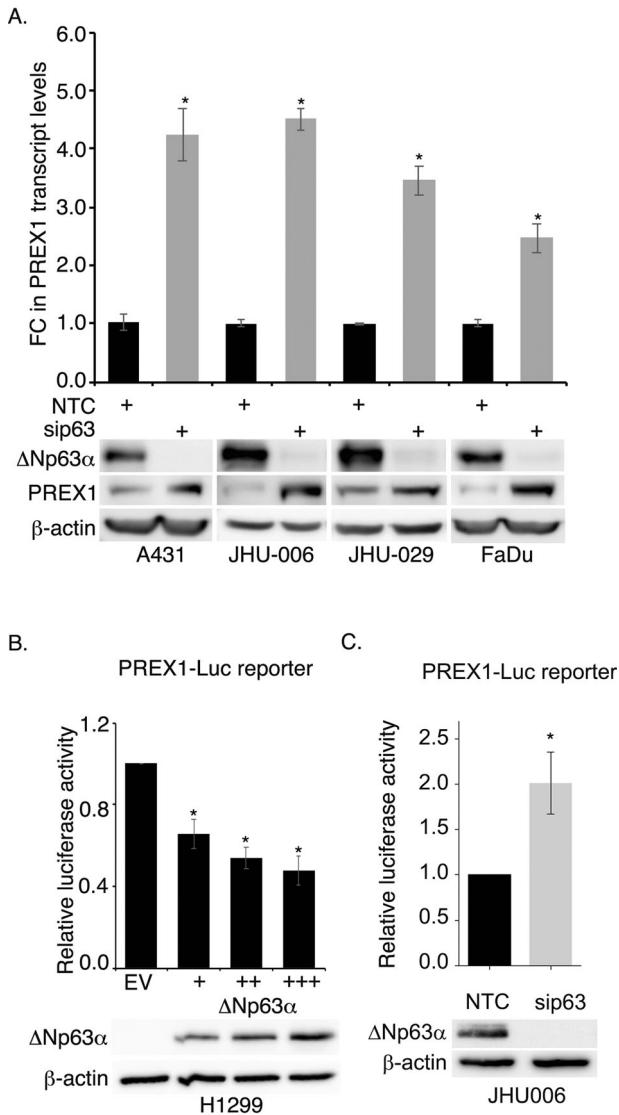 A.
FC in PREX1 transcript levels
6.0
5.0
4.0
3.0
2.0
1.0
0.0
* * * *
NTC + + + +
sip63 + + + +
ΔNp63α
PREX1
β-actin
A431 JHU-006 JHU-029 FaDu
B.
PREX1-Luc reporter
Relative luciferase activity
1.2
0.8
0.4
0.0
* * *
EV + ++ +++
ΔNp63α
ΔNp63α
β-actin
H1299
C.
PREX1-Luc reporter
Relative luciferase activity
2.5
2.0
1.5
1.0
0.5
0.0
*
NTC sip63
ΔNp63α
β-actin
JHU006